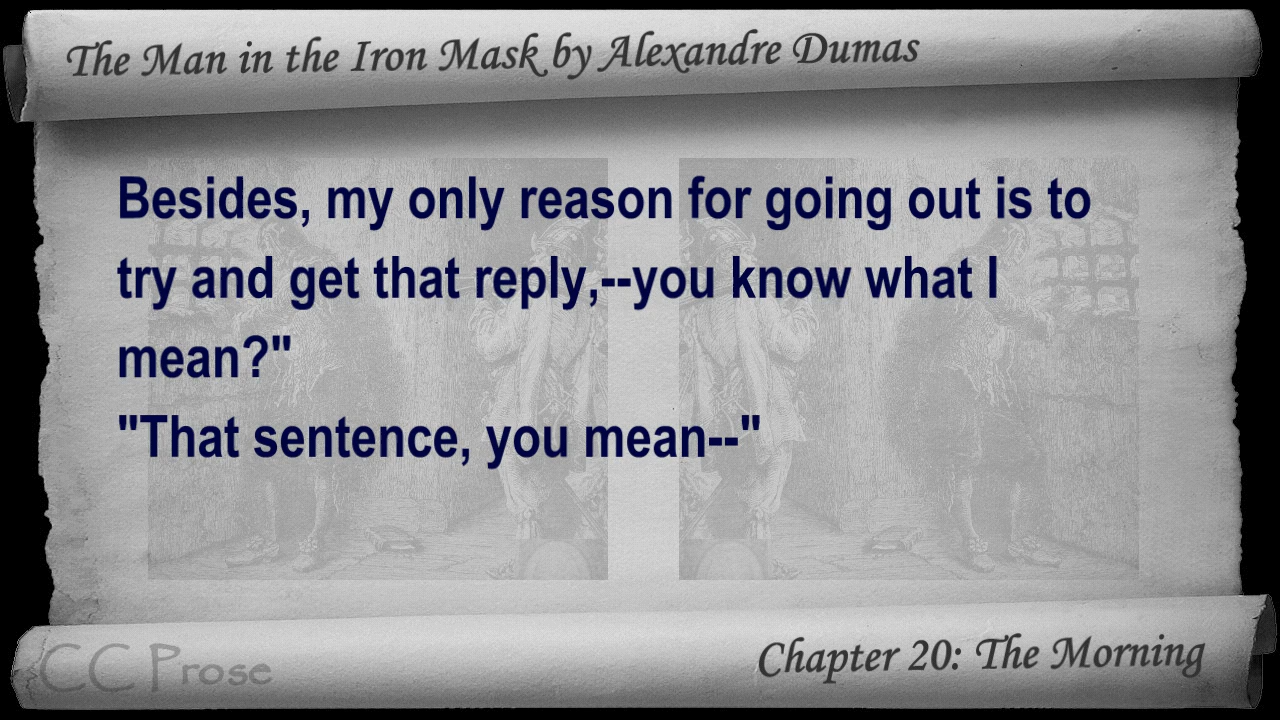 The Man in the Iron Mask by Alexandre Dumas
Besides, my only reason for going out is to
try and get that reply,--you know what I
mean?"
"That sentence, you mean--"
CC Prose
Chapter 20: The Morning